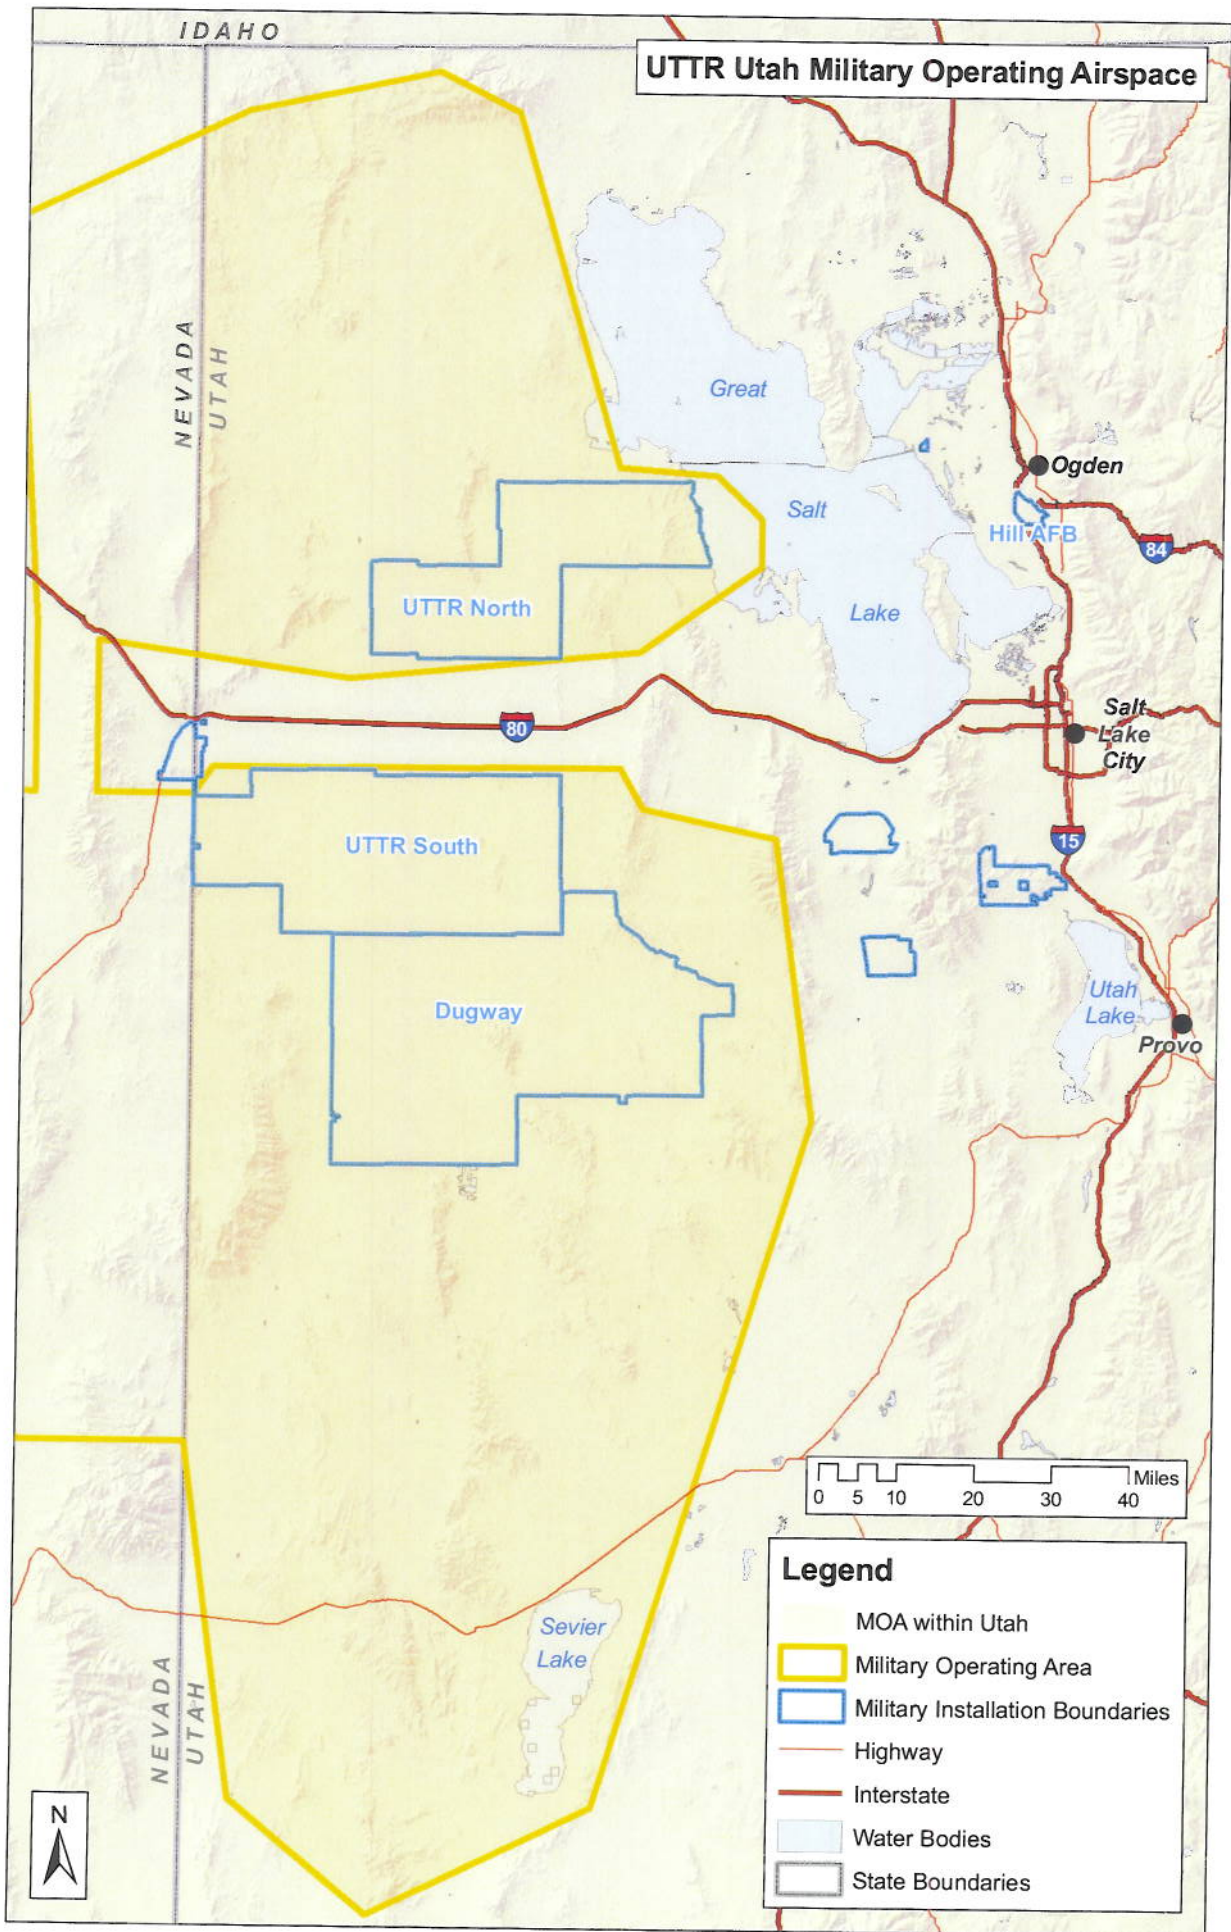 IDAHO
UTTR Utah Military Operating Airspace
NEVADA
UTAH
Great
Salt
Lake
Ogden
Hill AFB
84
UTTR North
80
Salt
Lake
City
15
UTTR South
Dugway
Utah
Lake
Provo
0 5 10 20 30 40 Miles
Sevier
Lake
NEVADA
UTAH
N
Legend
MOA within Utah
Military Operating Area
Military Installation Boundaries
Highway
Interstate
Water Bodies
State Boundaries